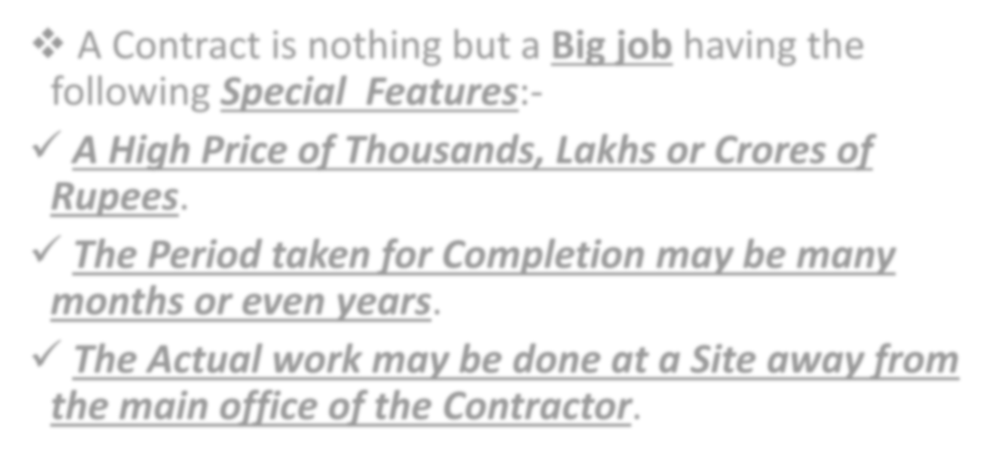 ❖ A Contract is nothing but a Big job having the
following Special  Features:-
✓ A High Price of Thousands, Lakhs or Crores of
Rupees.
✓ The Period taken for Completion may be many
months or even years.
✓ The Actual work may be done at a Site away from
the main office of the Contractor.